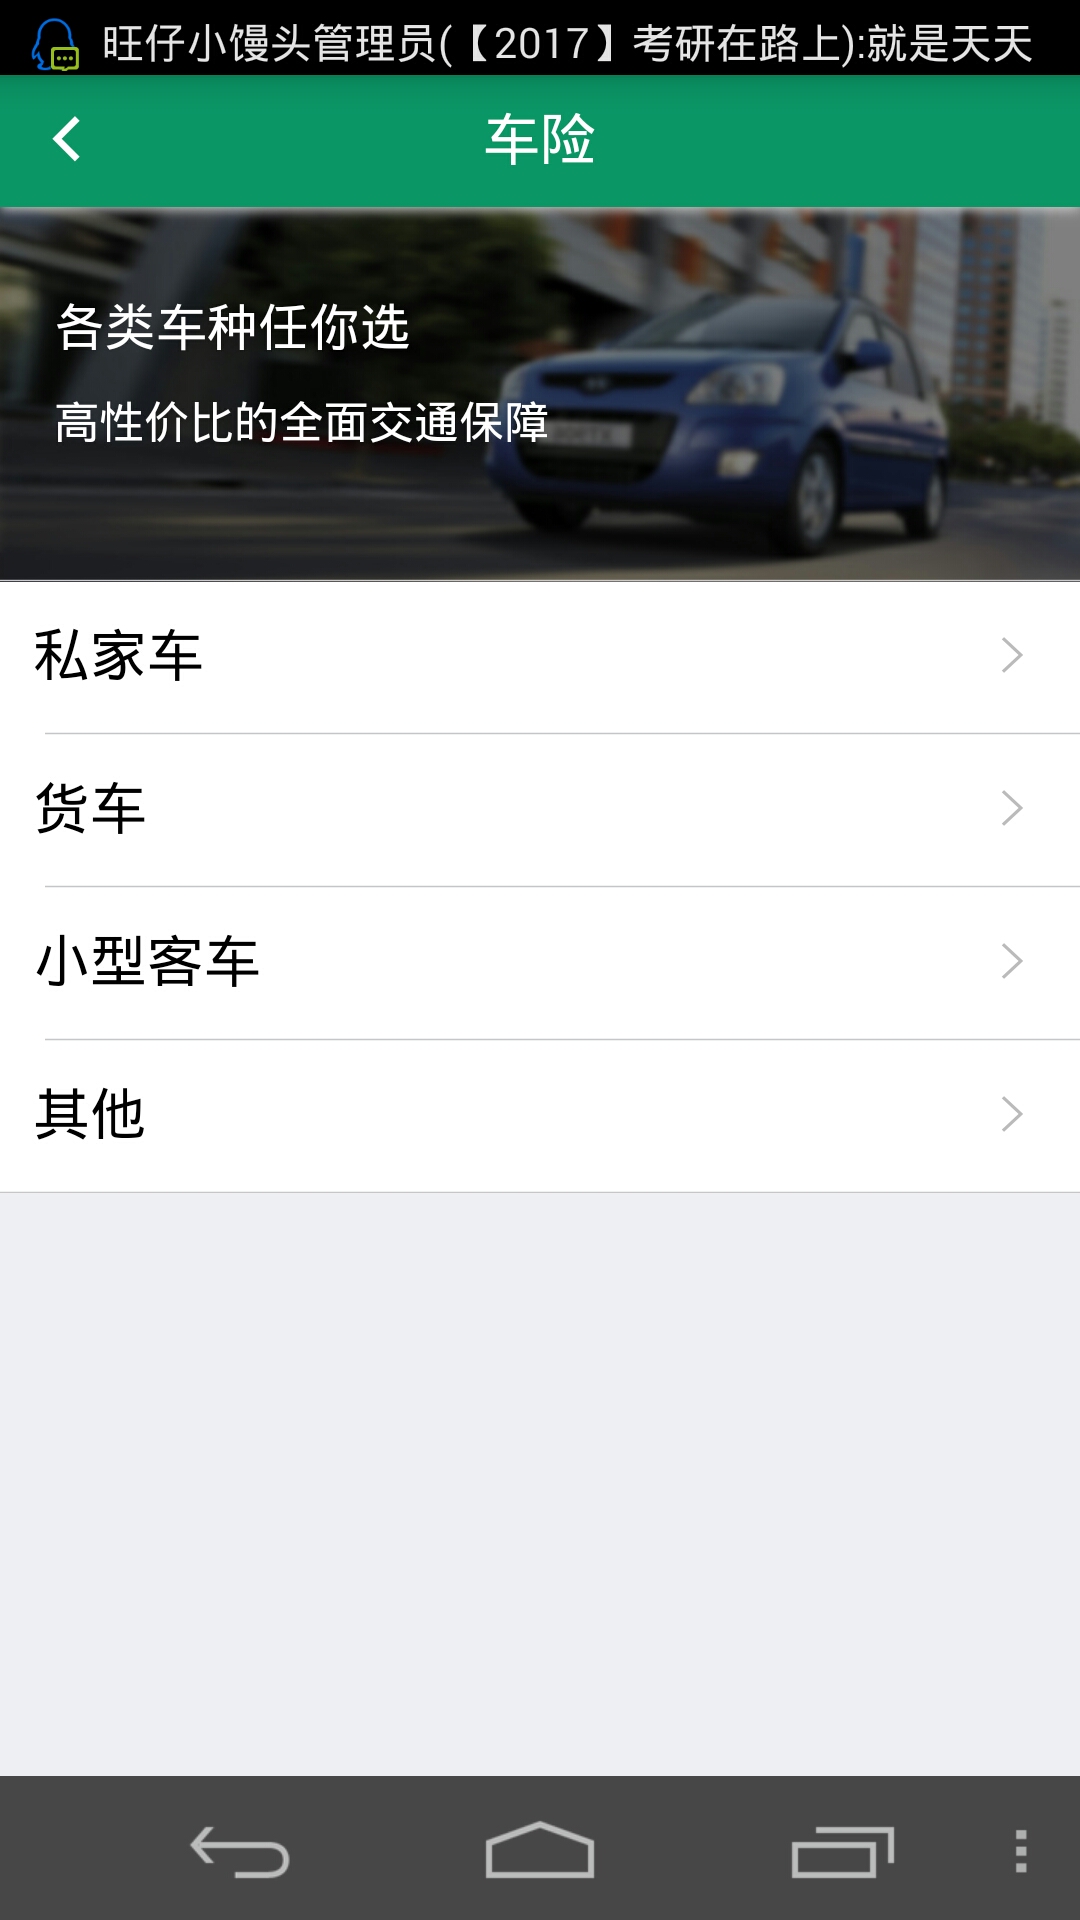 旺仔小馒头管理员(【2017】考研在路上):就是天天
车险
各类车种任你选
高性价比的全面交通保障
私家车
货车
小型客车
其他